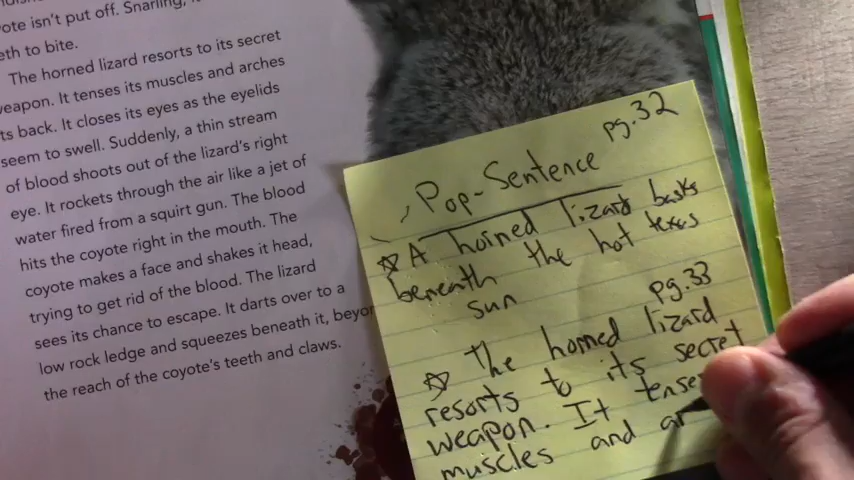 ote isn't put off. Snarling,
eth to bite.
The horned lizard resorts to its secret
weapon. It tenses its muscles and arches
ts back. It closes its eyes as the eyelids
seem to swell. Suddenly, a thin stream
of blood shoots out of the lizard's right
eye. It rockets through the air like a jet of
water fired from a squirt gun. The blood
hits the coyote right in the mouth. The
coyote makes a face and shakes it head,
trying to get rid of the blood. The lizard
sees its chance to escape. It darts over to a
low rock ledge and squeezes beneath it, beyon
the reach of the coyote's teeth and claws.
pg.32
Pop-Sentence
A horned lizard basks
beneath the hot texas
sun
pg.33
The horned lizard
resorts to its secret
weapon. It tense
muscles and ar